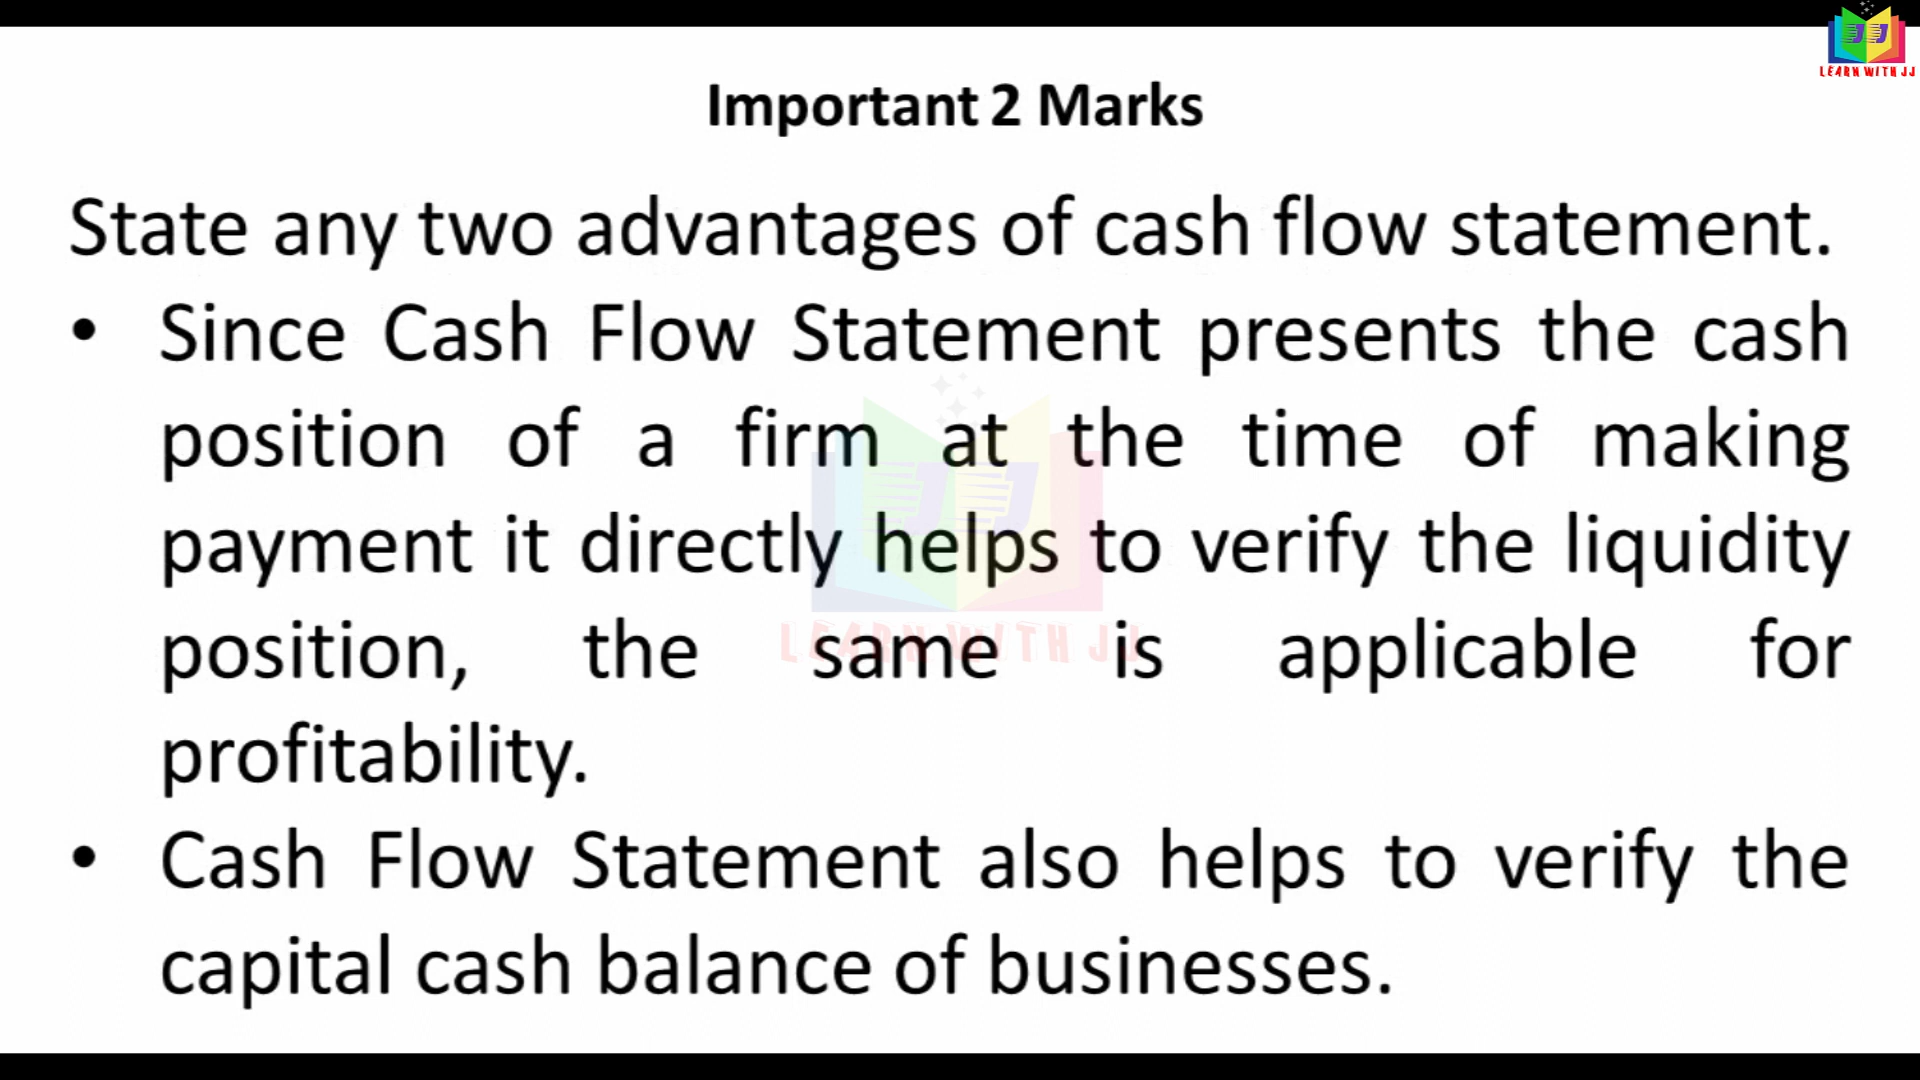 LEARN WITH JJ
Important 2 Marks
State any two advantages of cash flow statement.
• Since Cash Flow Statement presents the cash
position of a firm at the time of making
payment it directly helps to verify the liquidity
position, the same is applicable for
profitability.
• Cash Flow Statement also helps to verify the
capital cash balance of businesses.
LEARN WITH JJ